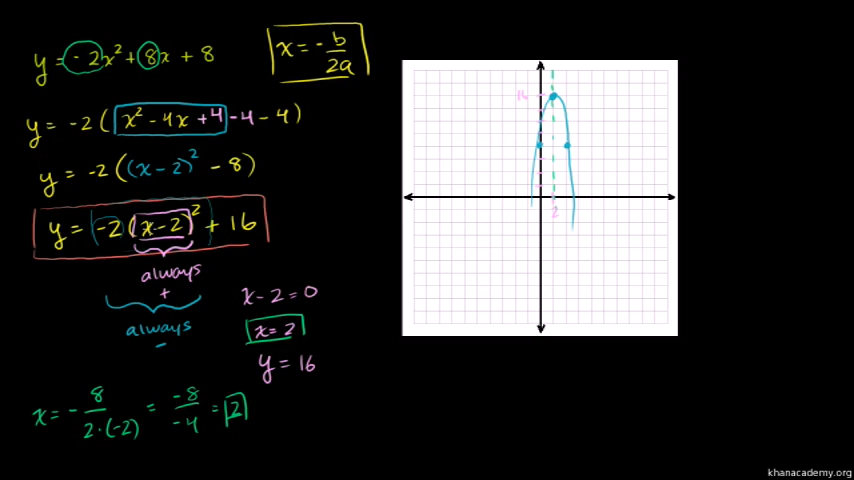 y = -2x² + 8x + 8
x = - b/2a
y = -2(x² - 4x + 4 - 4 - 4)
y = -2((x-2)² - 8)
y = (-2(x-2)²) + 16
always
+
always
-
x - 2 = 0
x = 2
y = 16
x = - 8/2·(-2) = -8/-4 = 2
16
2
khanacademy.org